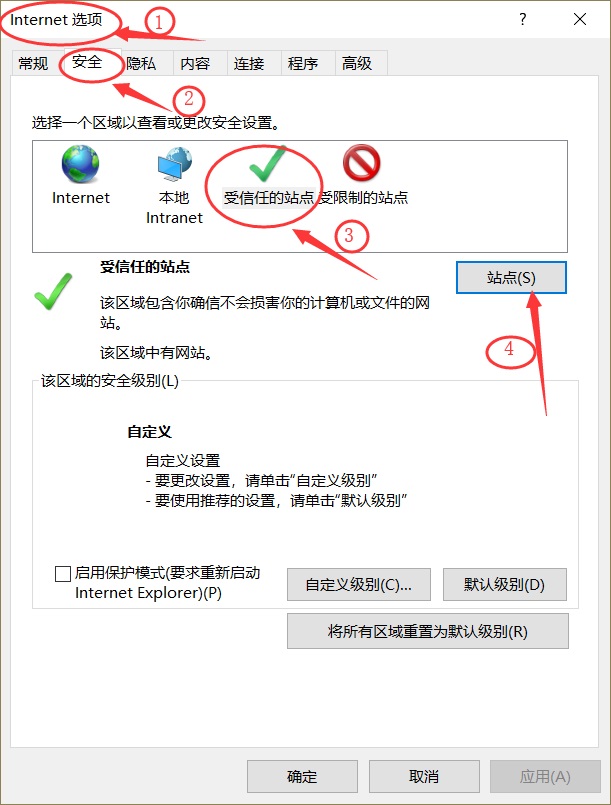 Internet 选项
1
?
常规 安全 隐私 内容 连接 程序 高级
2
选择一个区域以查看或更改安全设置。
Internet
本地
Intranet
受信任的站点
受限制的站点
3
受信任的站点
站点(S)
该区域包含你确信不会损害你的计算机或文件的网
站。
4
该区域中有网站。
该区域的安全级别(L)
自定义
自定义设置
- 要更改设置，请单击“自定义级别”
- 要使用推荐的设置，请单击“默认级别”
启用保护模式(要求重新启动
Internet Explorer)(P)
自定义级别(C)...
默认级别(D)
将所有区域重置为默认级别(R)
确定
取消
应用(A)